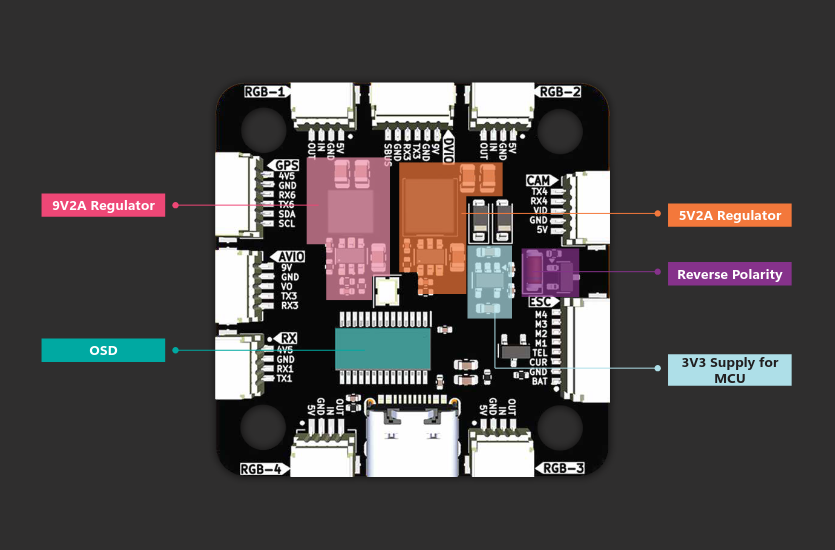 RGB-1
RGB-2
OUT
IN
GND
5V
SBUS
GND
RX3
TX3
GND
9V
DVIO
OUT
IN
GND
5V
GPS
4V5
GND
RX6
TX6
SDA
SCL
CAM
TX4
RX4
VID
GND
5V
9V2A Regulator
5V2A Regulator
AVIO
9V
GND
VO
TX3
RX3
Reverse Polarity
ESC
M4
M3
M2
M1
TEL
CUR
GND
BAT
OSD
RX
4V5
GND
RX1
TX1
3V3 Supply for
MCU
5V
GND
IN
OUT
5V
GND
IN
OUT
RGB-4
RGB-3